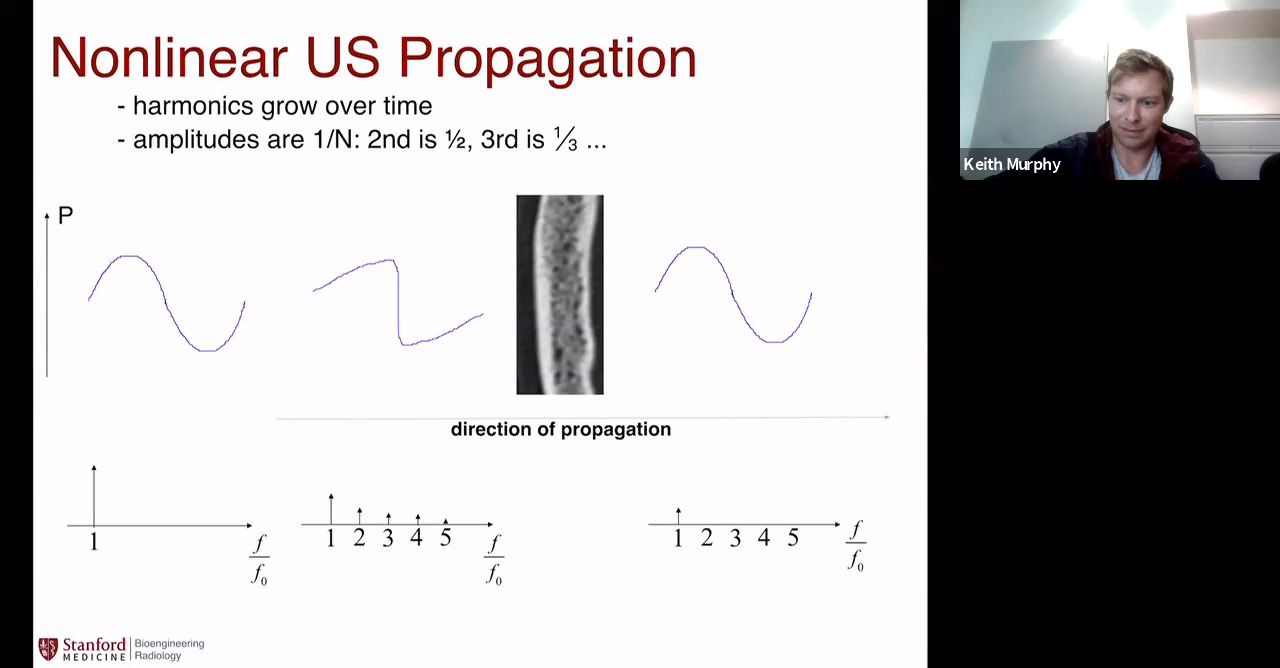 Nonlinear US Propagation
- harmonics grow over time
- amplitudes are 1/N: 2nd is ½, 3rd is ⅓ ...
Keith Murphy
P
direction of propagation
1
f
f₀
1 2 3 4 5
f
f₀
1 2 3 4 5
f
f₀
Stanford
MEDICINE
Bioengineering
Radiology